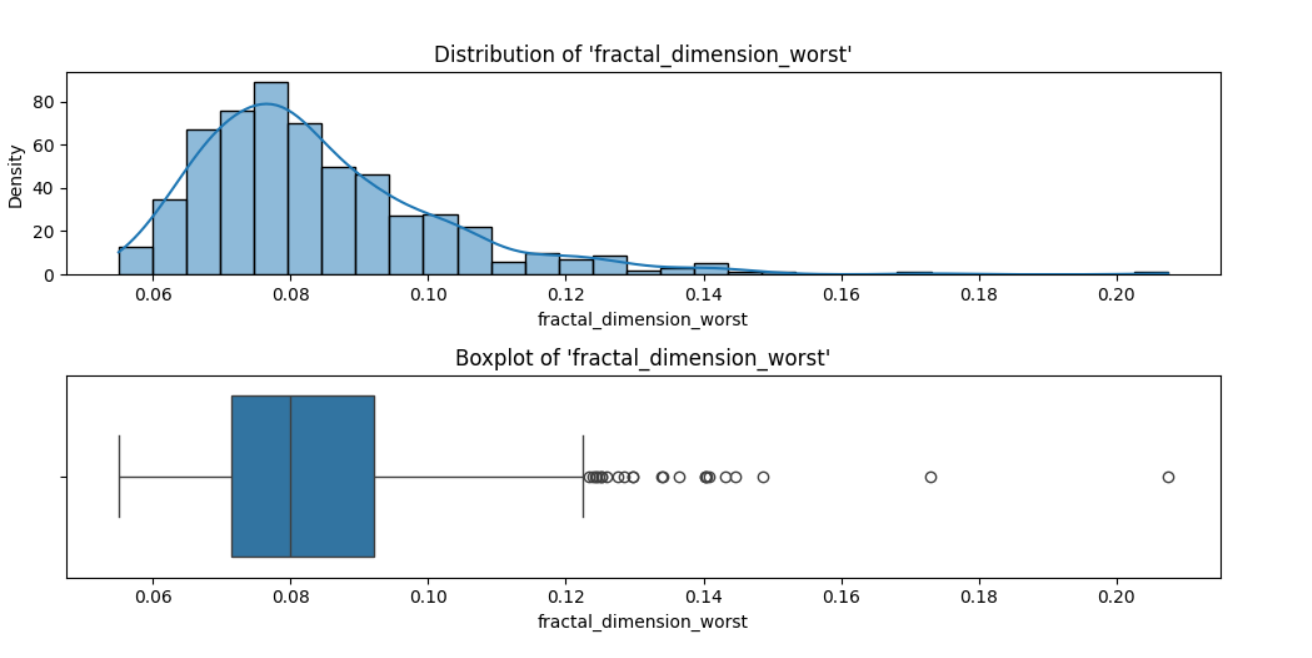 Distribution of 'fractal_dimension_worst'
Density
80
60
40
20
0
0.06 0.08 0.10 0.12 0.14 0.16 0.18 0.20
fractal_dimension_worst
Boxplot of 'fractal_dimension_worst'
0.06 0.08 0.10 0.12 0.14 0.16 0.18 0.20
fractal_dimension_worst